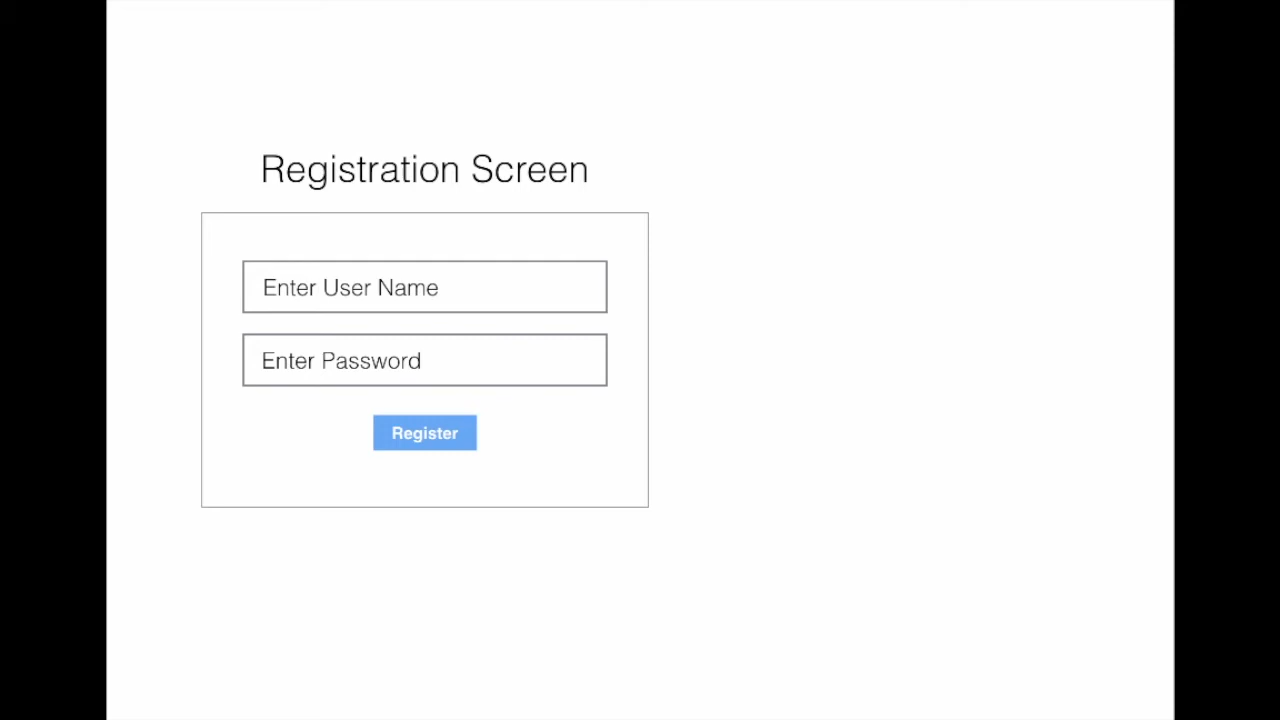 Registration Screen
Enter User Name
Enter Password
Register